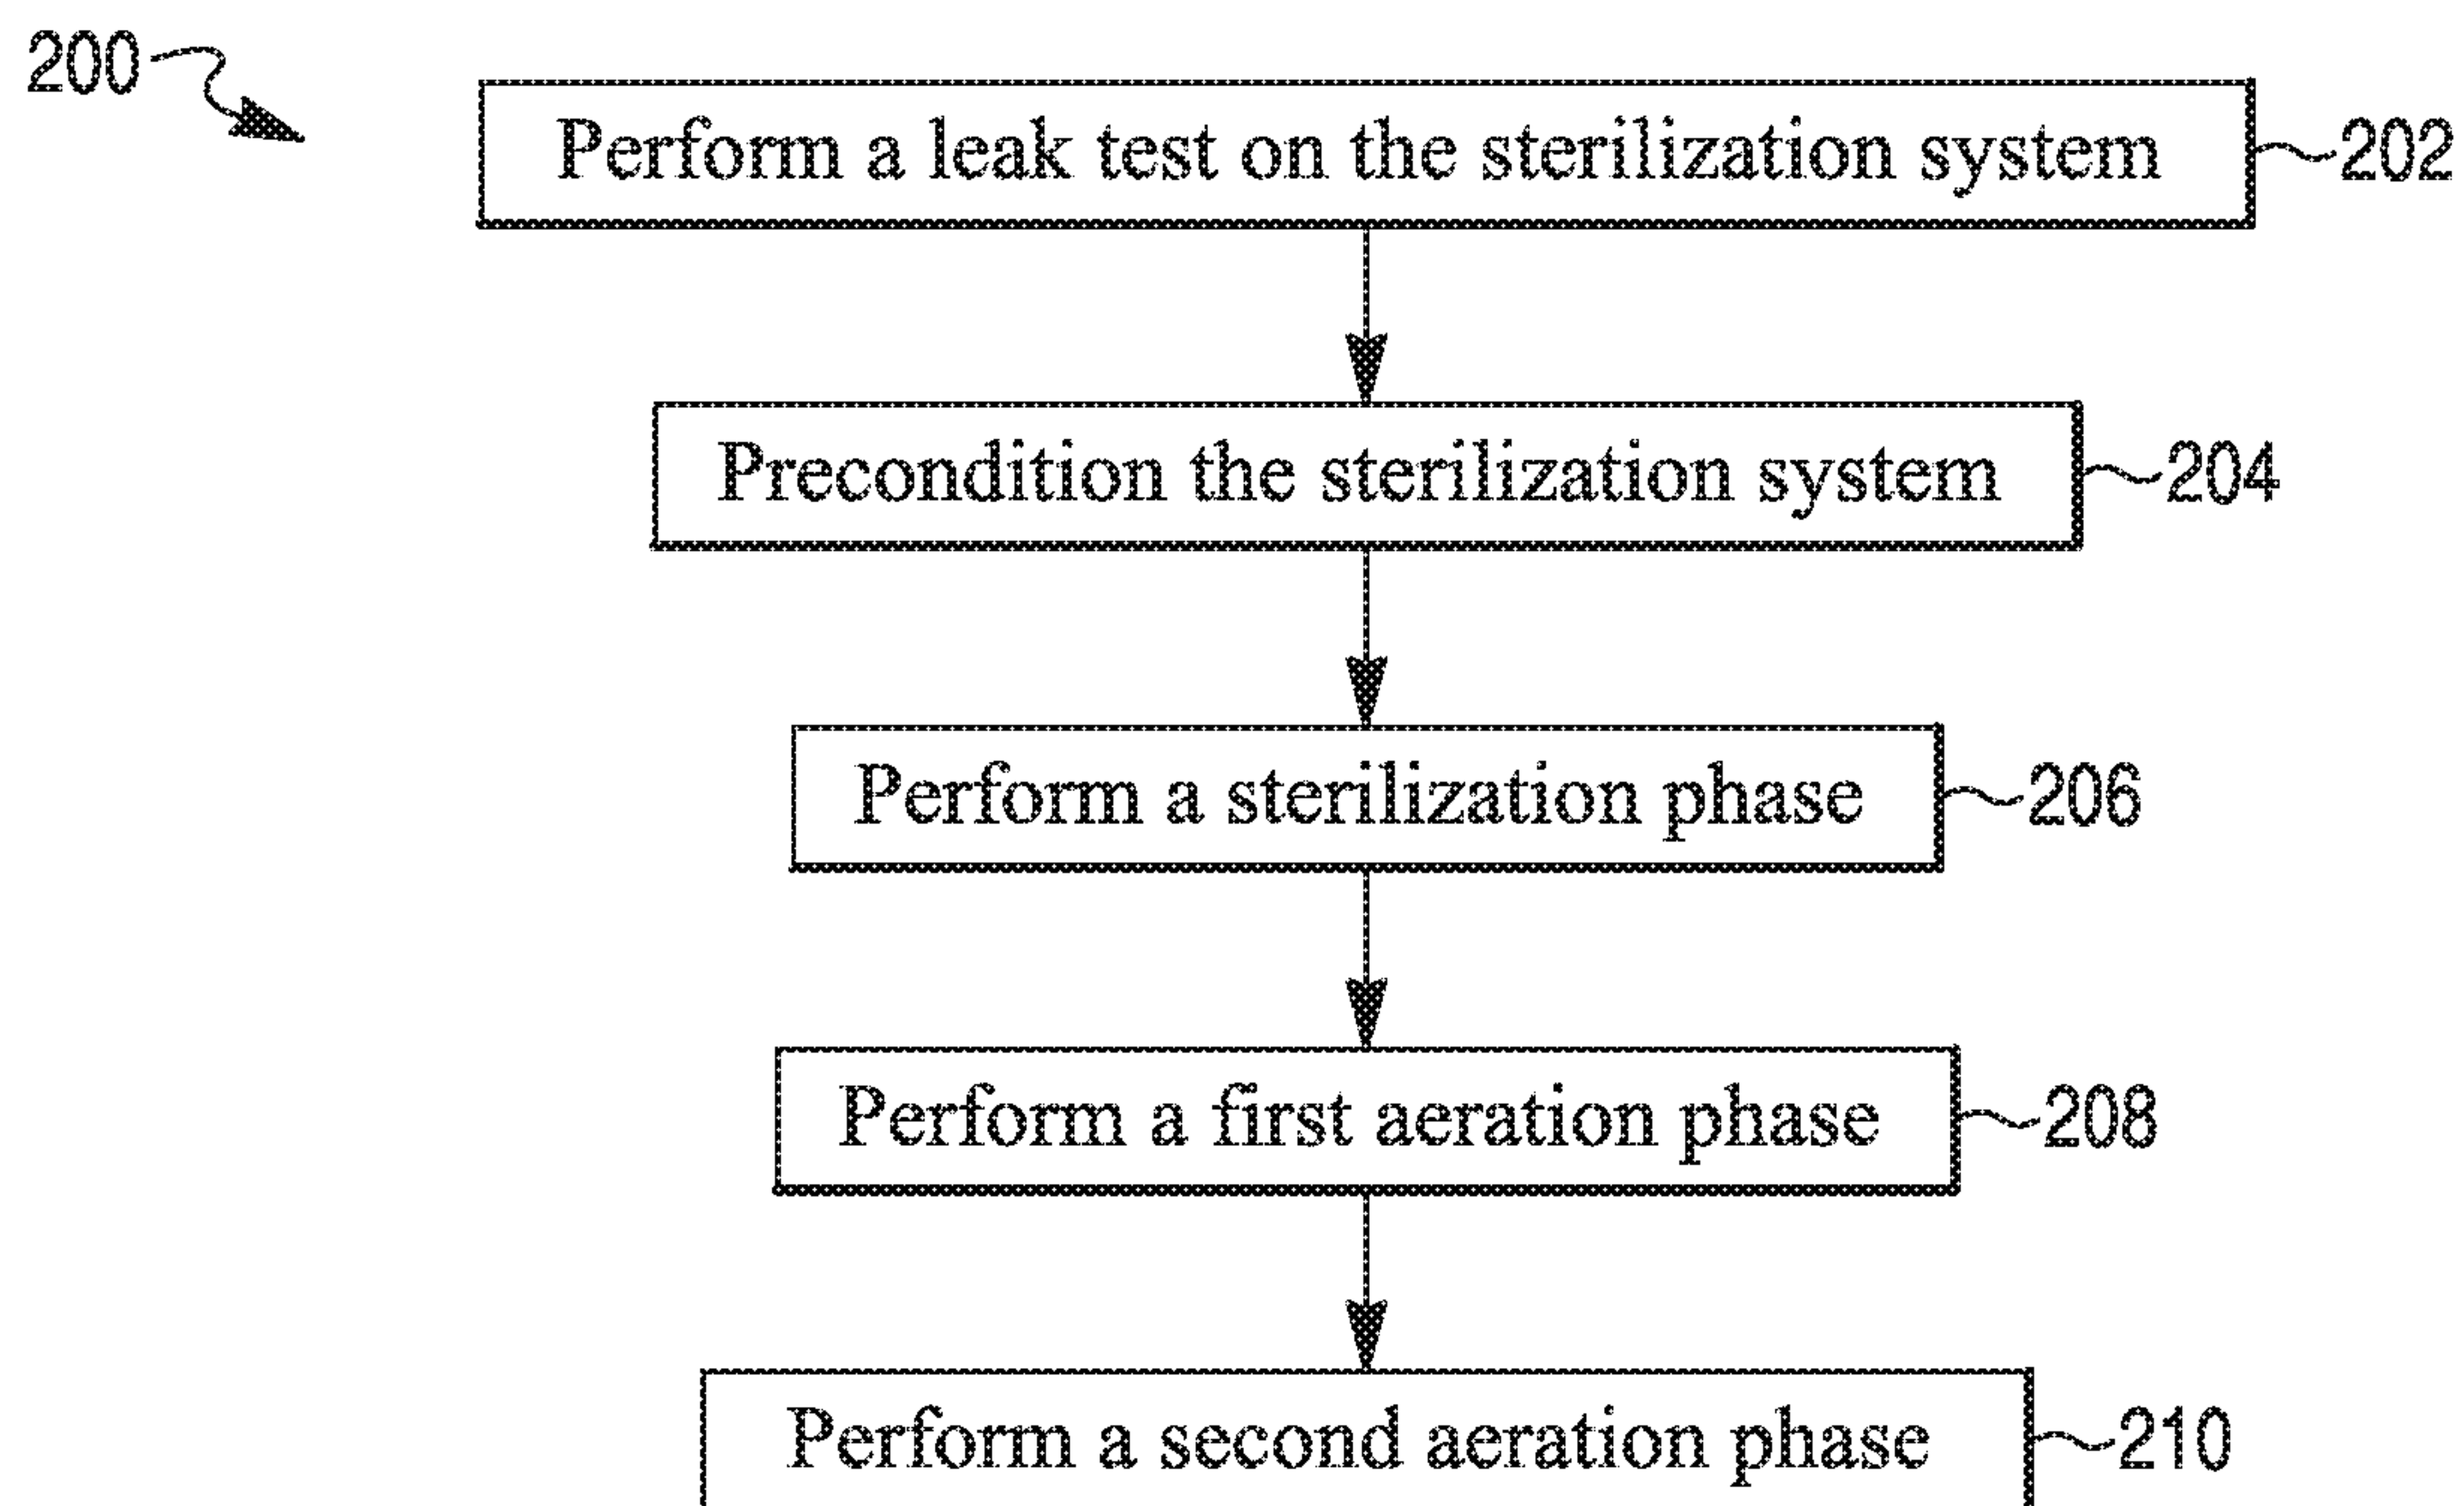 200
Perform a leak test on the sterilization system
202
Precondition the sterilization system
204
Perform a sterilization phase
206
Perform a first aeration phase
208
Perform a second aeration phase
210